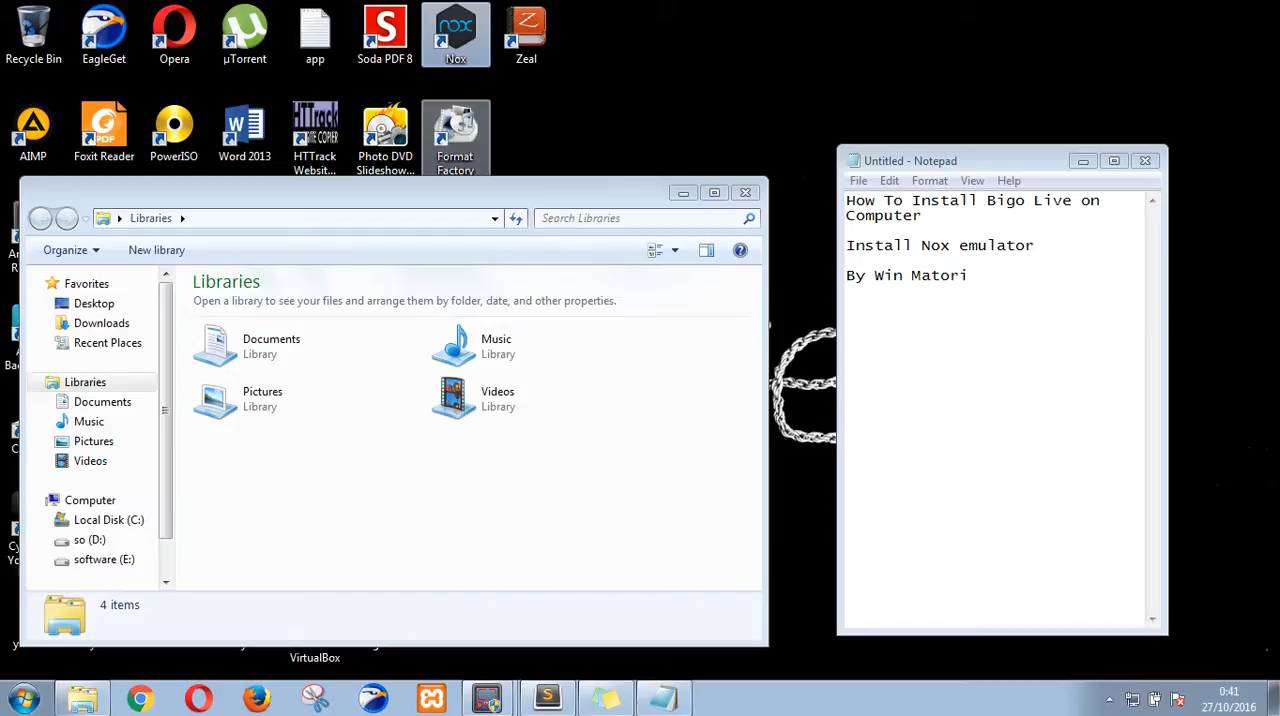 Recycle Bin
EagleGet
Opera
µTorrent
app
Soda PDF 8
Nox
Zeal
AIMP
Foxit Reader
PowerISO
Word 2013
HTTrack
Websit...
Photo DVD
Slideshow...
Format
Factory
Libraries
Search Libraries
Organize
New library
Favorites
Desktop
Downloads
Recent Places
Libraries
Documents
Music
Pictures
Videos
Computer
Local Disk (C:)
so (D:)
software (E:)
Libraries
Open a library to see your files and arrange them by folder, date, and other properties.
Documents
Library
Music
Library
Pictures
Library
Videos
Library
4 items
VirtualBox
Untitled - Notepad
File Edit Format View Help
How To Install Bigo Live on
Computer
Install Nox emulator
By Win Matori
0:41
27/10/2016